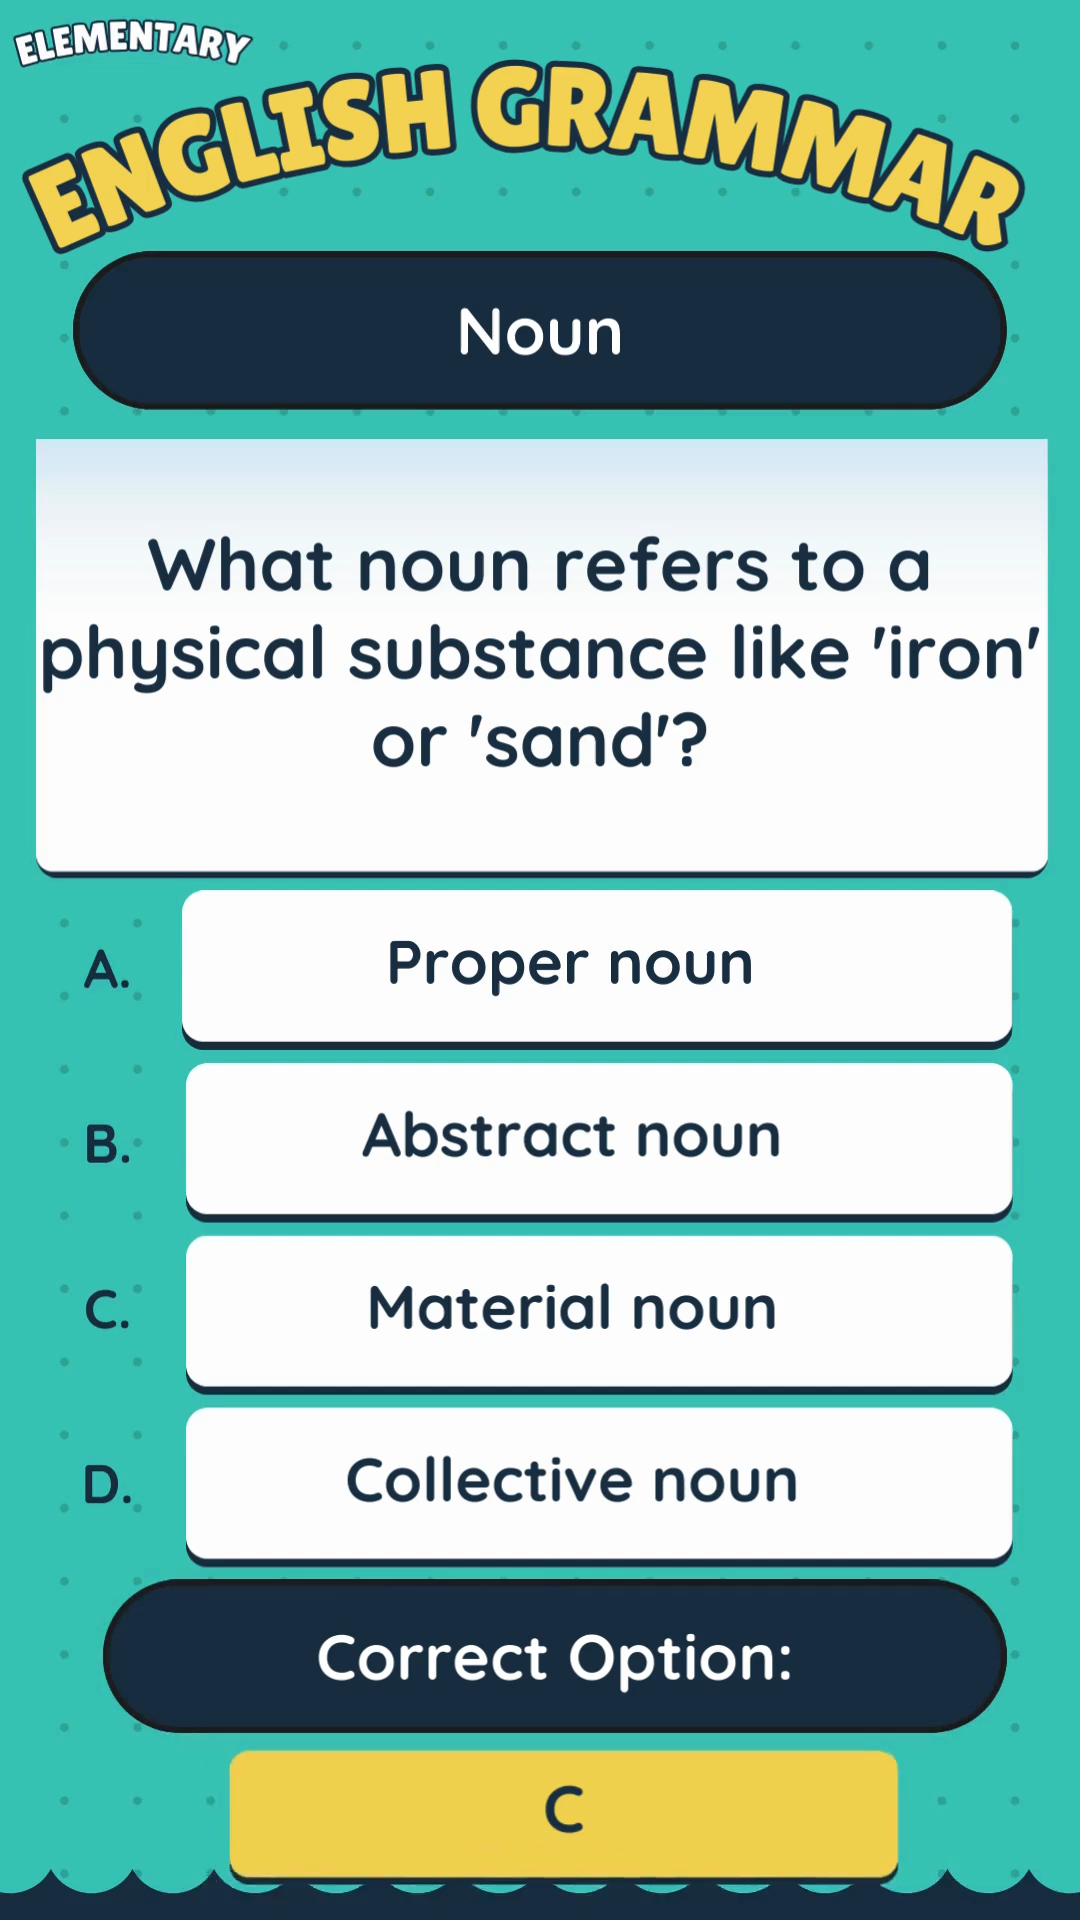 ELEMENTARY
ENGLISH GRAMMAR
Noun
What noun refers to a
physical substance like 'iron'
or 'sand'?
A. Proper noun
B. Abstract noun
C. Material noun
D. Collective noun
Correct Option:
C